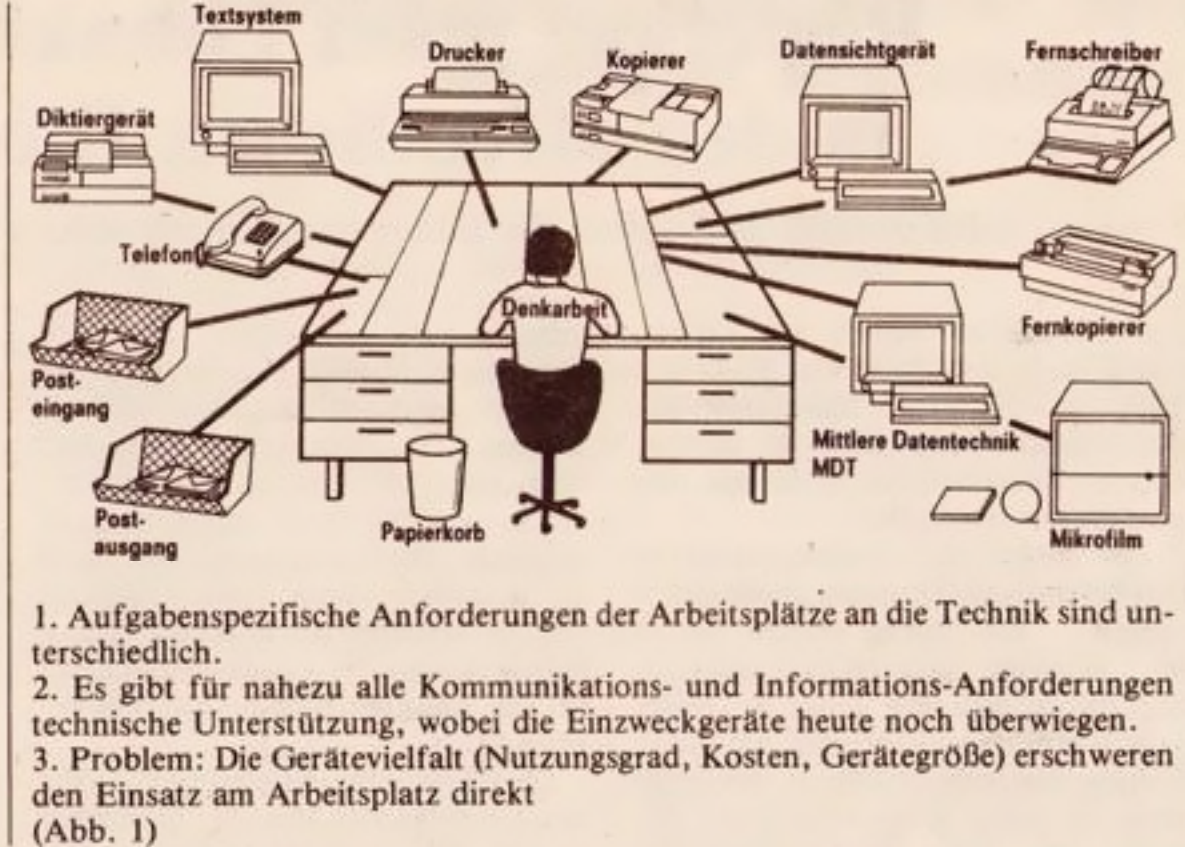 Textsystem
Drucker
Kopierer
Datensichtgerät
Fernschreiber
Diktiergerät
Telefon
Denkarbeit
Fernkopierer
Post-
eingang
Mittlere Datentechnik
MDT
Post-
ausgang
Papierkorb
Mikrofilm
1. Aufgabenspezifische Anforderungen der Arbeitsplätze an die Technik sind un-
terschiedlich.
2. Es gibt für nahezu alle Kommunikations- und Informations-Anforderungen
technische Unterstützung, wobei die Einzweckgeräte heute noch überwiegen.
3. Problem: Die Gerätevielfalt (Nutzungsgrad, Kosten, Gerätegröße) erschweren
den Einsatz am Arbeitsplatz direkt
(Abb. 1)